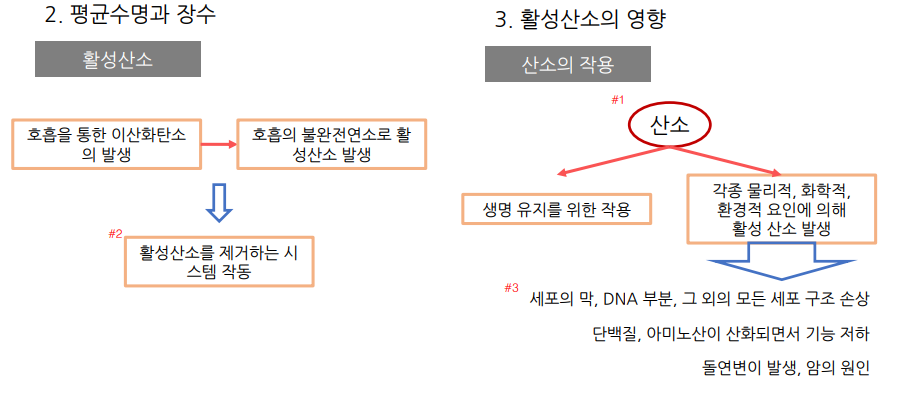 2. 평균수명과 장수
활성산소
호흡을 통한 이산화탄소
의 발생
호흡의 불완전연소로 활
성산소 발생
#2
활성산소를 제거하는 시
스템 작동
3. 활성산소의 영향
산소의 작용
#1
산소
생명 유지를 위한 작용
각종 물리적, 화학적,
환경적 요인에 의해
활성 산소 발생
#3
세포의 막, DNA 부분, 그 외의 모든 세포 구조 손상
단백질, 아미노산이 산화되면서 기능 저하
돌연변이 발생, 암의 원인